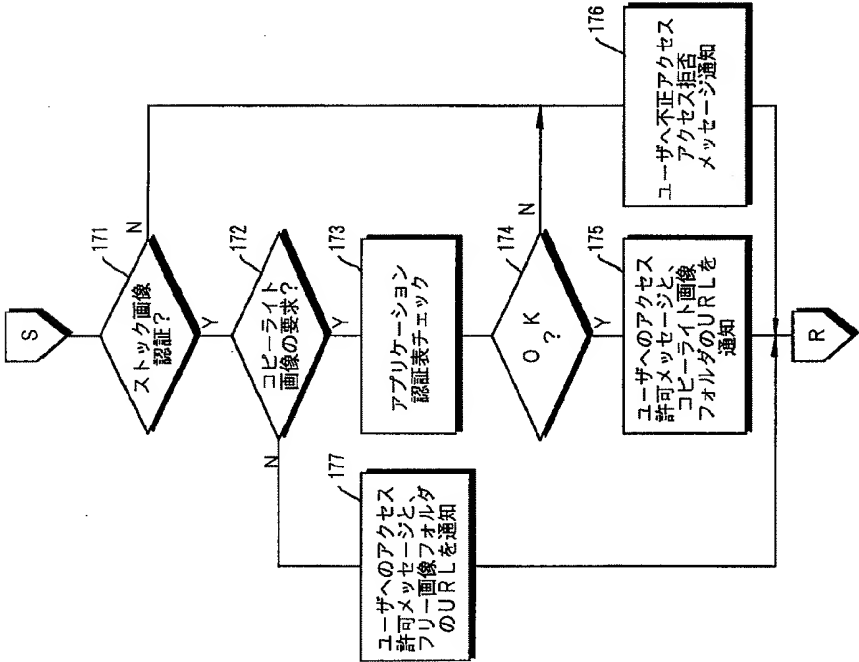 S
171
ストック画像
認証?
N
Y
172
コピーライト
画像の要求?
N
Y
173
アプリケーション
認証表チェック
174
OK
?
N
Y
175
ユーザへのアクセス
許可メッセージと、
コピーライト画像
フォルダのURLを
通知
176
ユーザへ不正アクセス
アクセス拒否
メッセージ通知
177
ユーザへのアクセス
許可メッセージと、
フリー画像フォルダ
のURLを通知
R